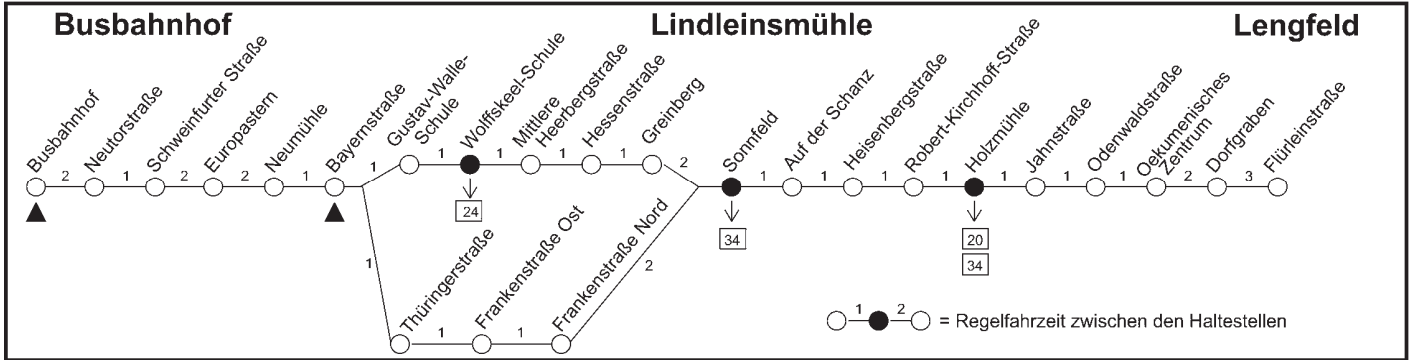 Busbahnhof
Lindleinsmühle
Lengfeld
Busbahnhof
Neutorstraße
Schweinfurter Straße
Europastern
Neumühle
Bayernstraße
Gustav-Walle-
Schule
Wolffskeel-Schule
Mittlere
Heerbergstraße
Hessenstraße
Greinberg
Sonnfeld
Auf der Schanz
Heisenbergstraße
Robert-Kirchhoff-Straße
Holzmühle
Jahnstraße
Odenwaldstraße
Oekumenisches
Zentrum
Dorfgraben
Flürleinstraße
2 1 2 2 1 1 1 1 1 1 2 1 1 1 1 1 1 1 2 3
24
34
20
34
1
Thüringerstraße
Frankenstraße Ost
Frankenstraße Nord
1 1 2
1 2 = Regelfahrzeit zwischen den Haltestellen